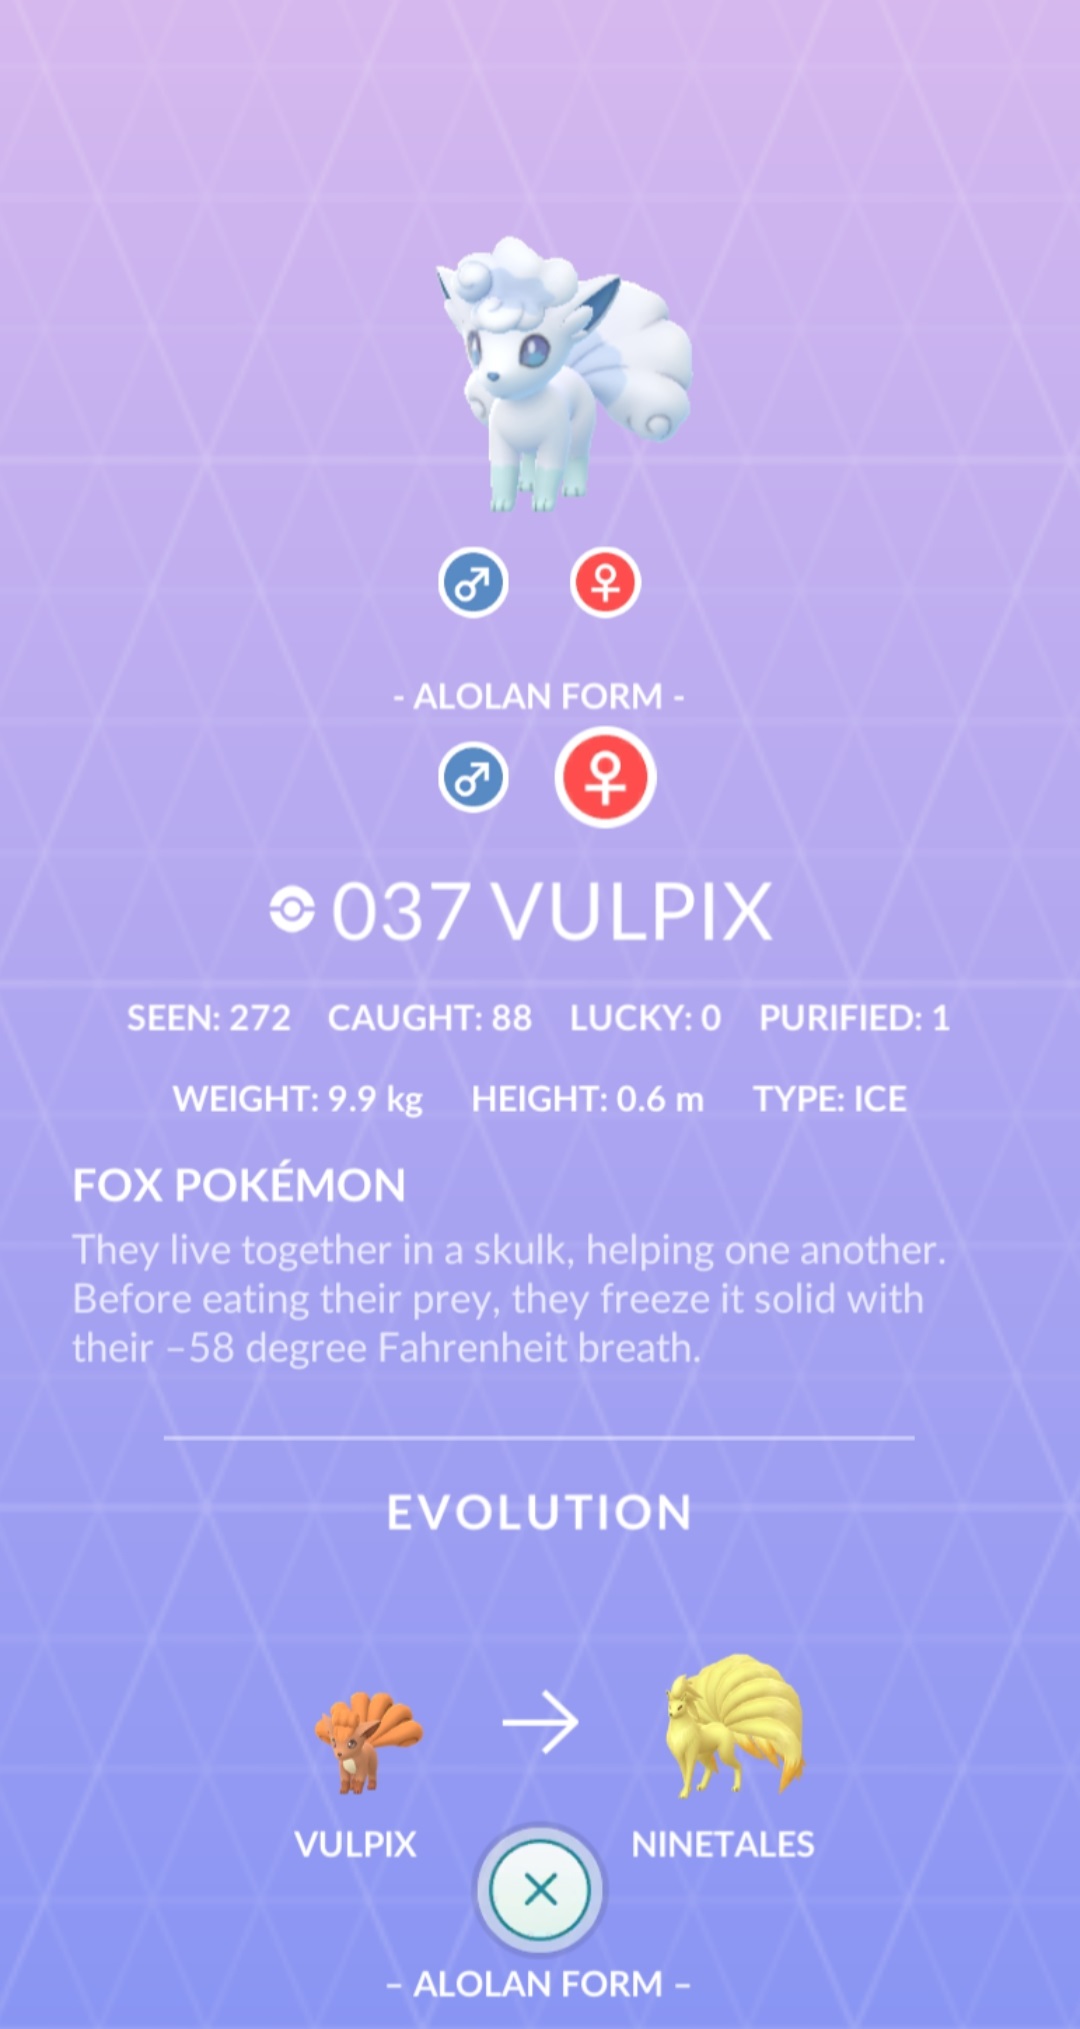 - ALOLAN FORM -
037 VULPIX
SEEN: 272 CAUGHT: 88 LUCKY: 0 PURIFIED: 1
WEIGHT: 9.9 kg HEIGHT: 0.6 m TYPE: ICE
FOX POKÉMON
They live together in a skulk, helping one another.
Before eating their prey, they freeze it solid with
their –58 degree Fahrenheit breath.
EVOLUTION
VULPIX NINETALES
– ALOLAN FORM –